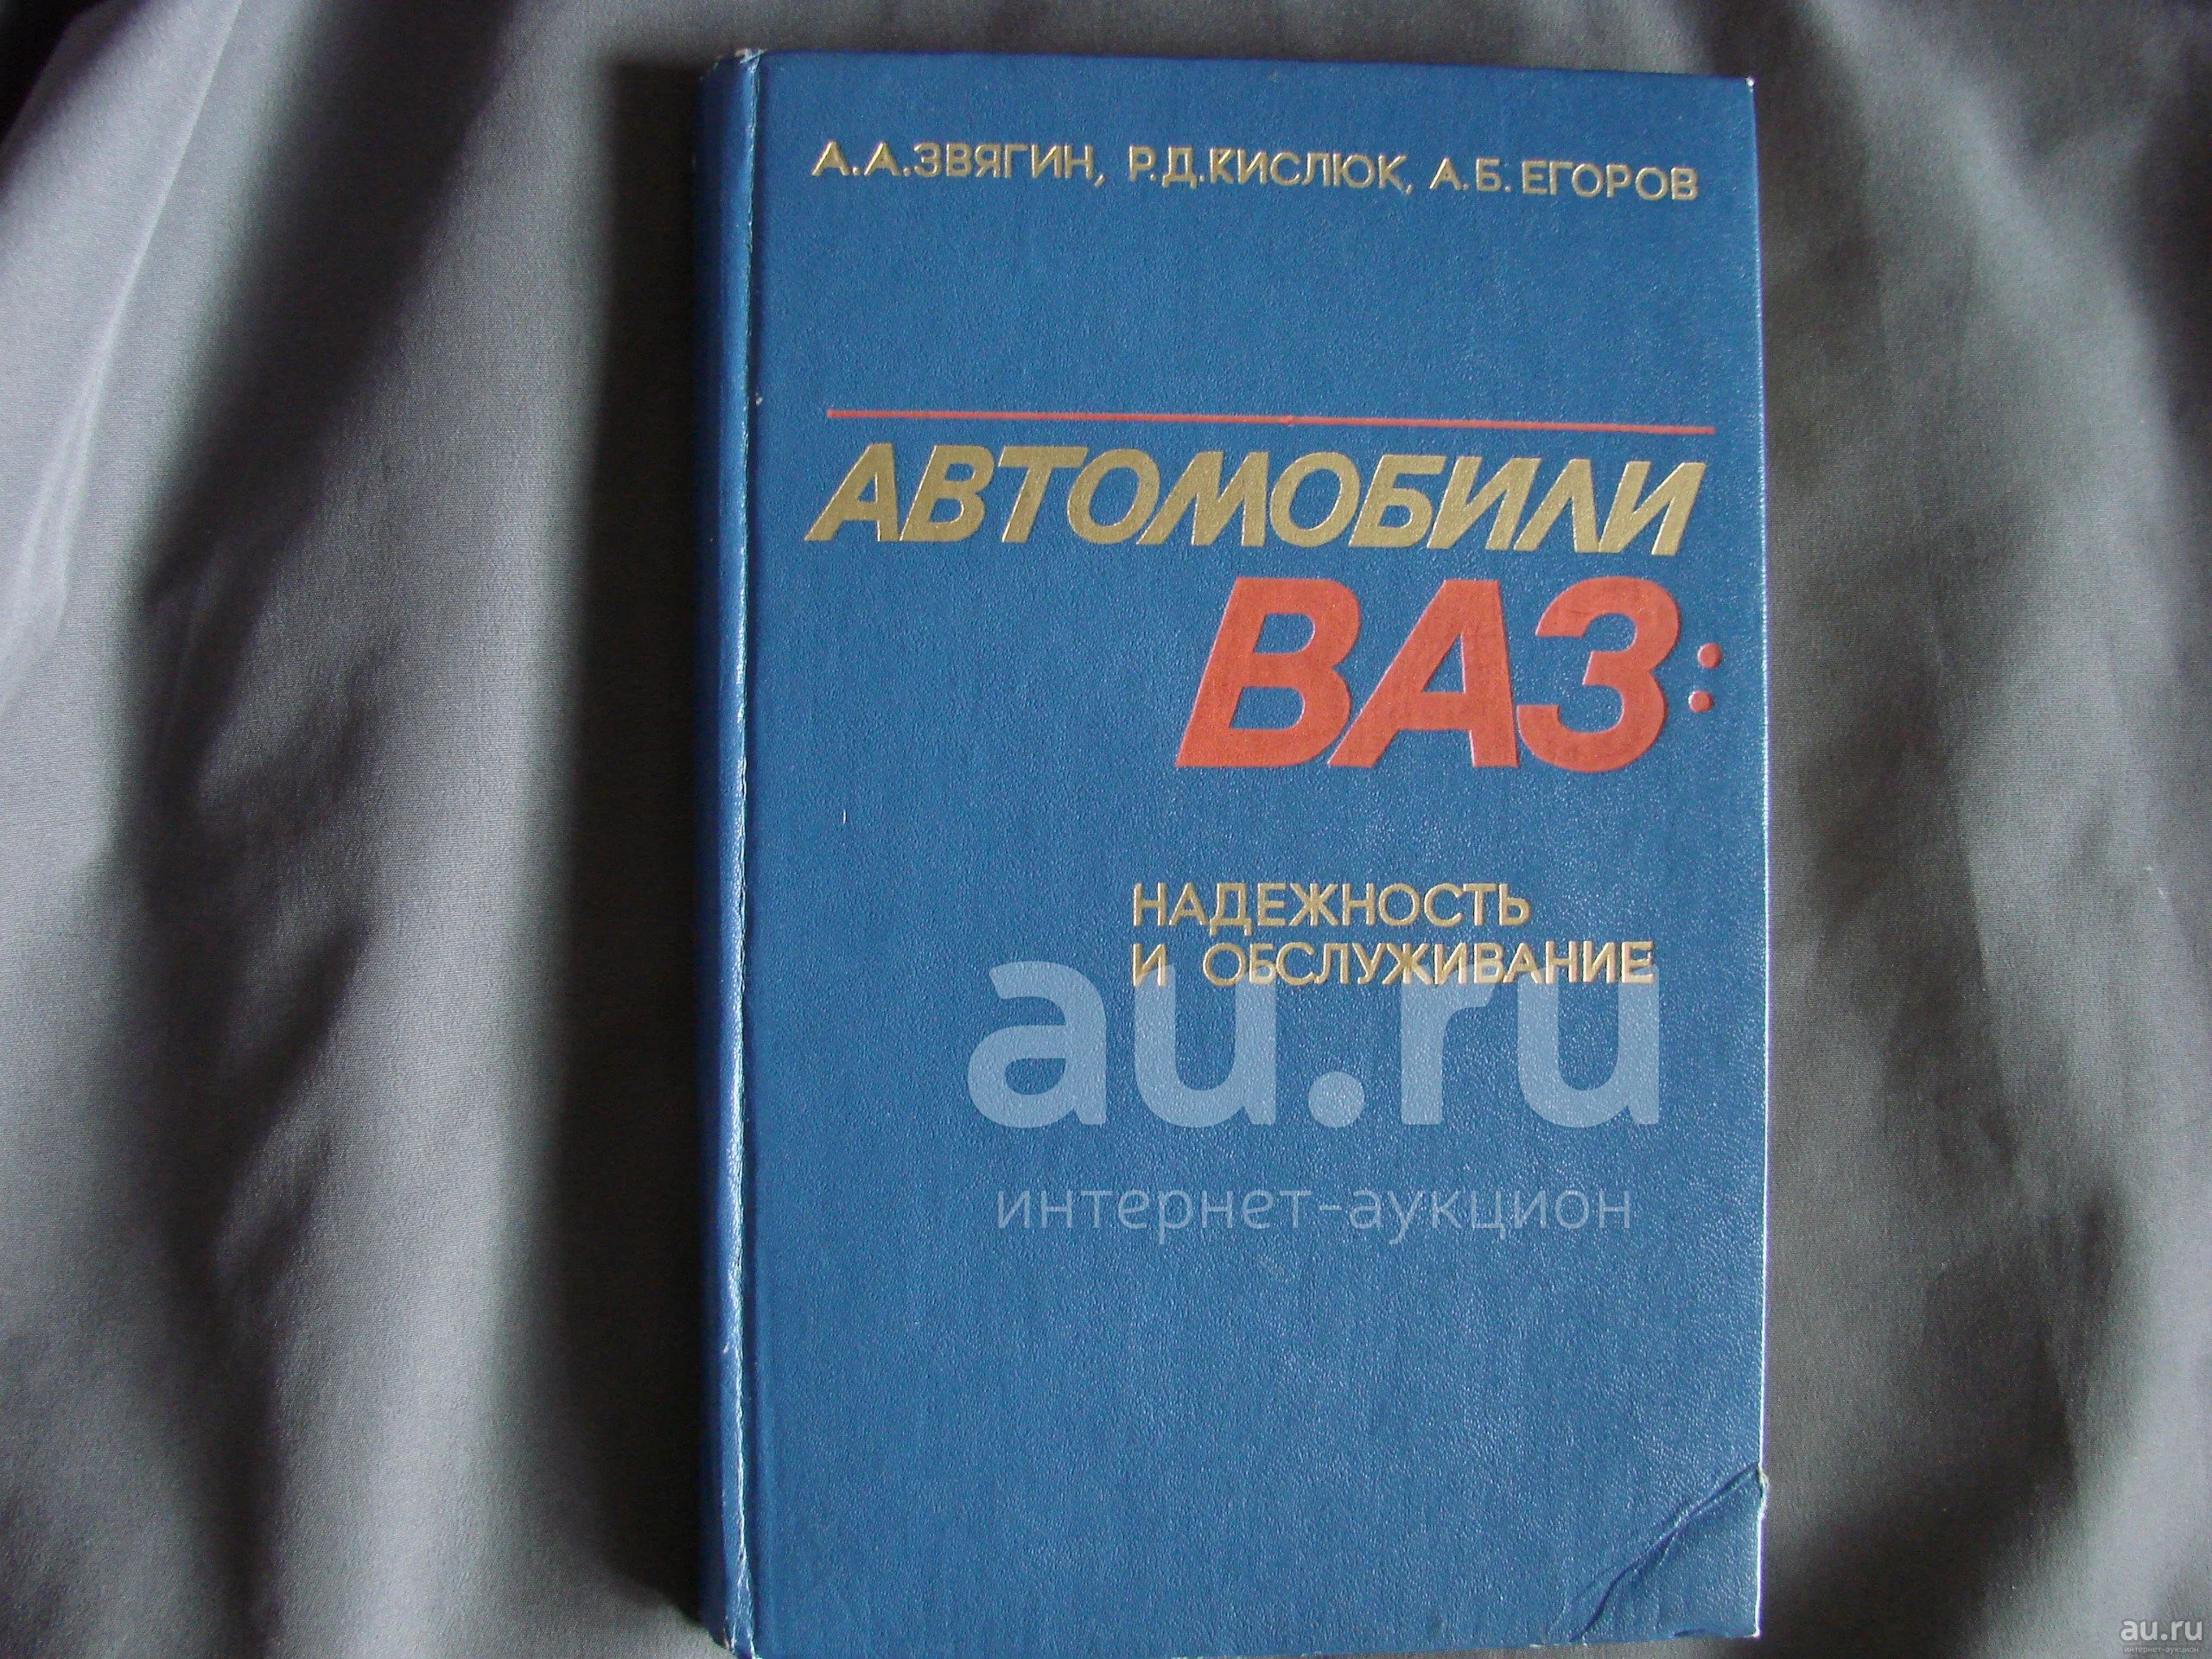 А.А.ЗВЯГИН, Р.Д.КИСЛЮК, А.Б.ЕГОРОВ
АВТОМОБИЛИ
ВАЗ:
НАДЕЖНОСТЬ
И ОБСЛУЖИВАНИЕ
au.ru
интернет-аукцион
au.ru
интернет-аукцион